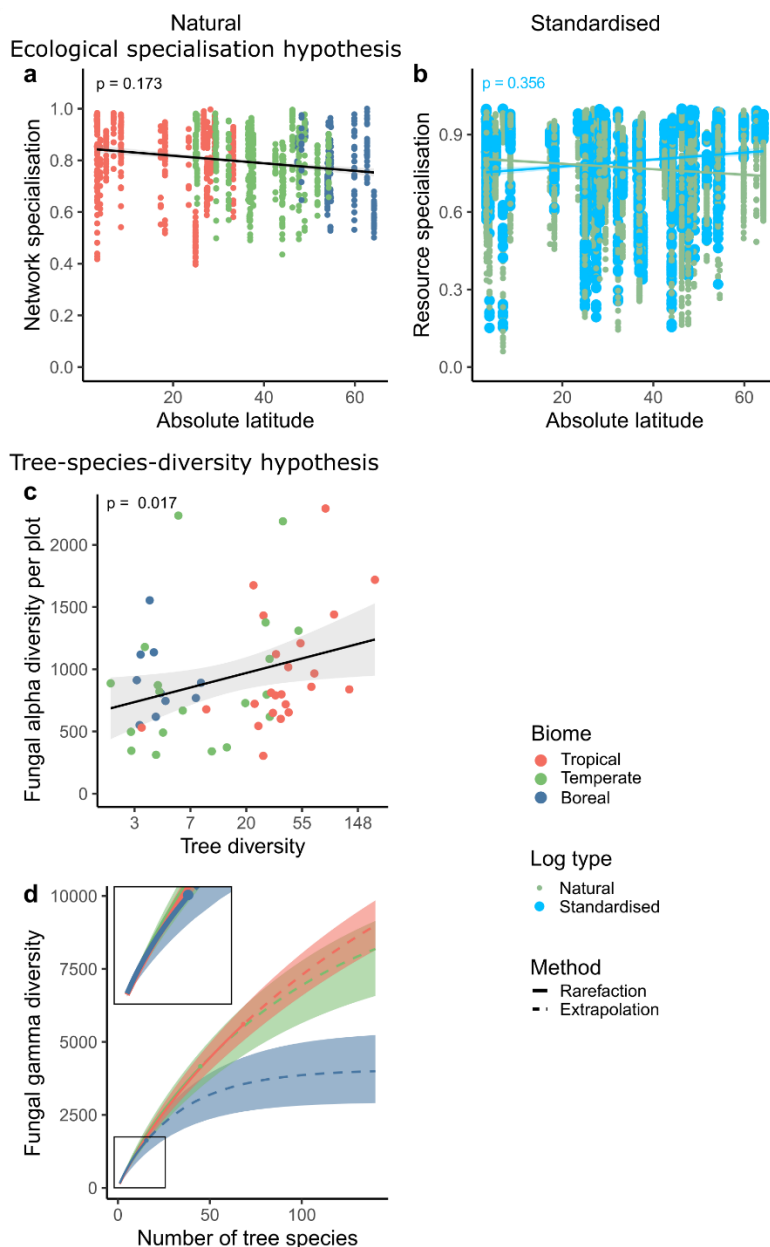 Natural
Standardised
Ecological specialisation hypothesis
a
p = 0.173
1.0
0.8
0.6
0.4
0.2
0.0
Network specialisation
20
40
60
Absolute latitude
b
p = 0.356
0.9
0.6
0.3
0.0
Resource specialisation
20
40
60
Absolute latitude
Tree-species-diversity hypothesis
c
p = 0.017
2000
1500
1000
500
0
Fungal alpha diversity per plot
3
7
20
55
148
Tree diversity
Biome
Tropical
Temperate
Boreal
Log type
Natural
Standardised
Method
Rarefaction
Extrapolation
d
10000
7500
5000
2500
0
Fungal gamma diversity
0
50
100
Number of tree species